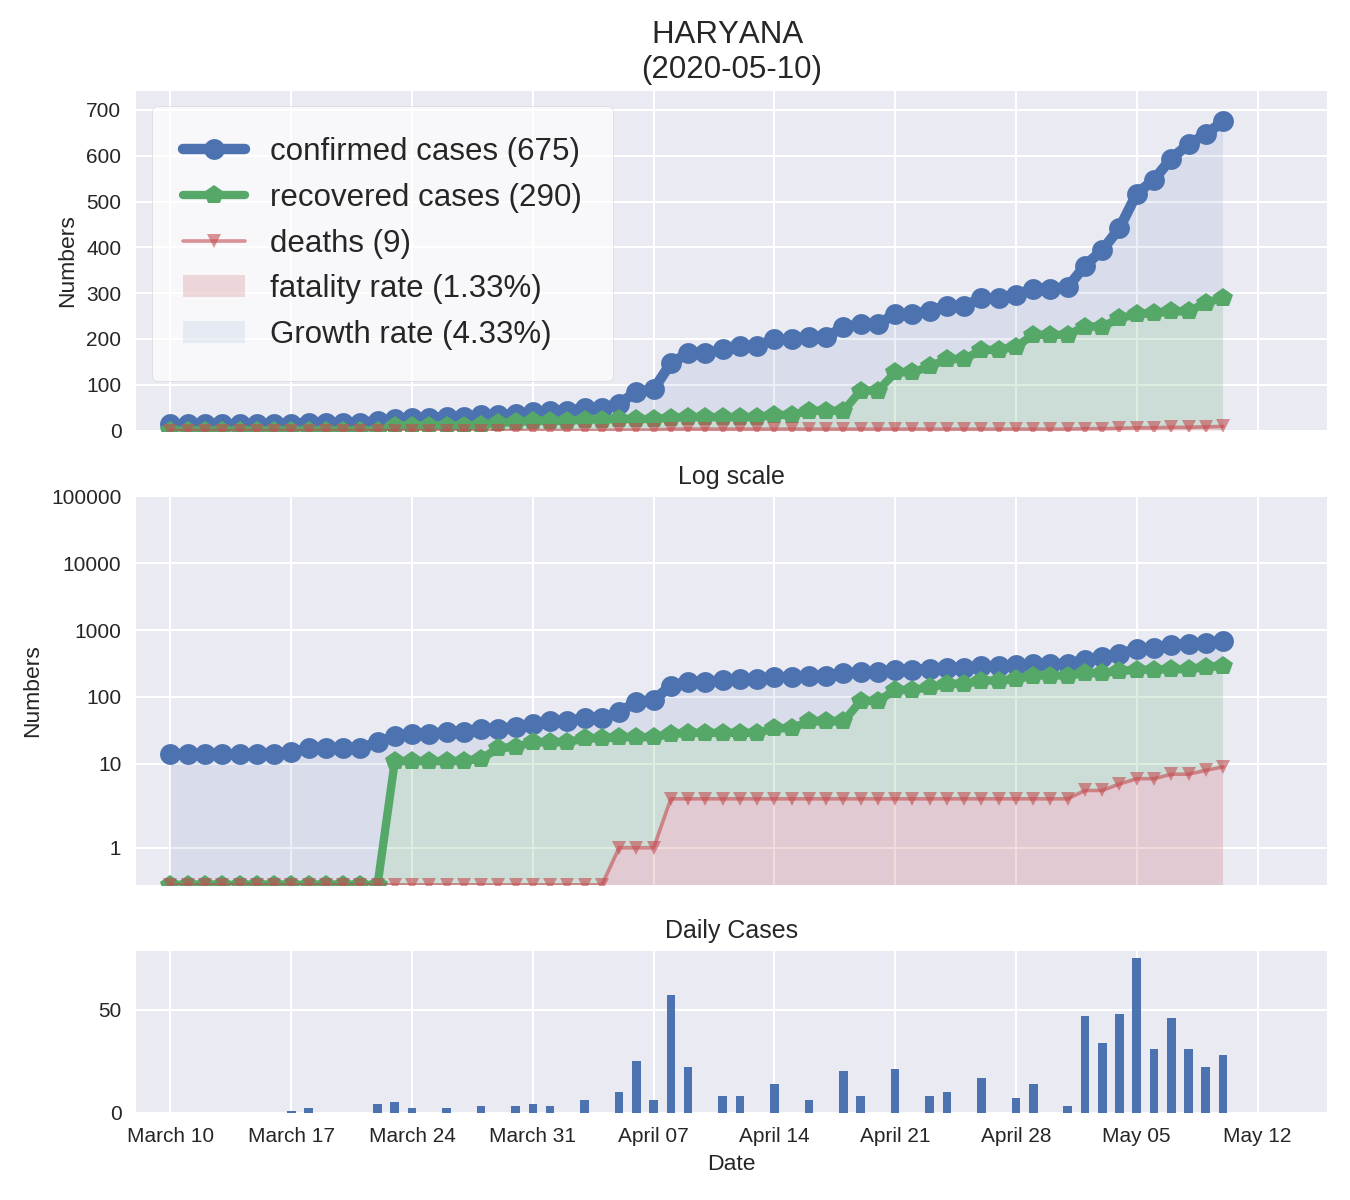 HARYANA
(2020-05-10)
700
600
500
400
300
200
100
0
Numbers
confirmed cases (675)
recovered cases (290)
deaths (9)
fatality rate (1.33%)
Growth rate (4.33%)
Log scale
100000
10000
1000
100
10
1
Numbers
Daily Cases
50
0
March 10 March 17 March 24 March 31 April 07 April 14 April 21 April 28 May 05 May 12
Date